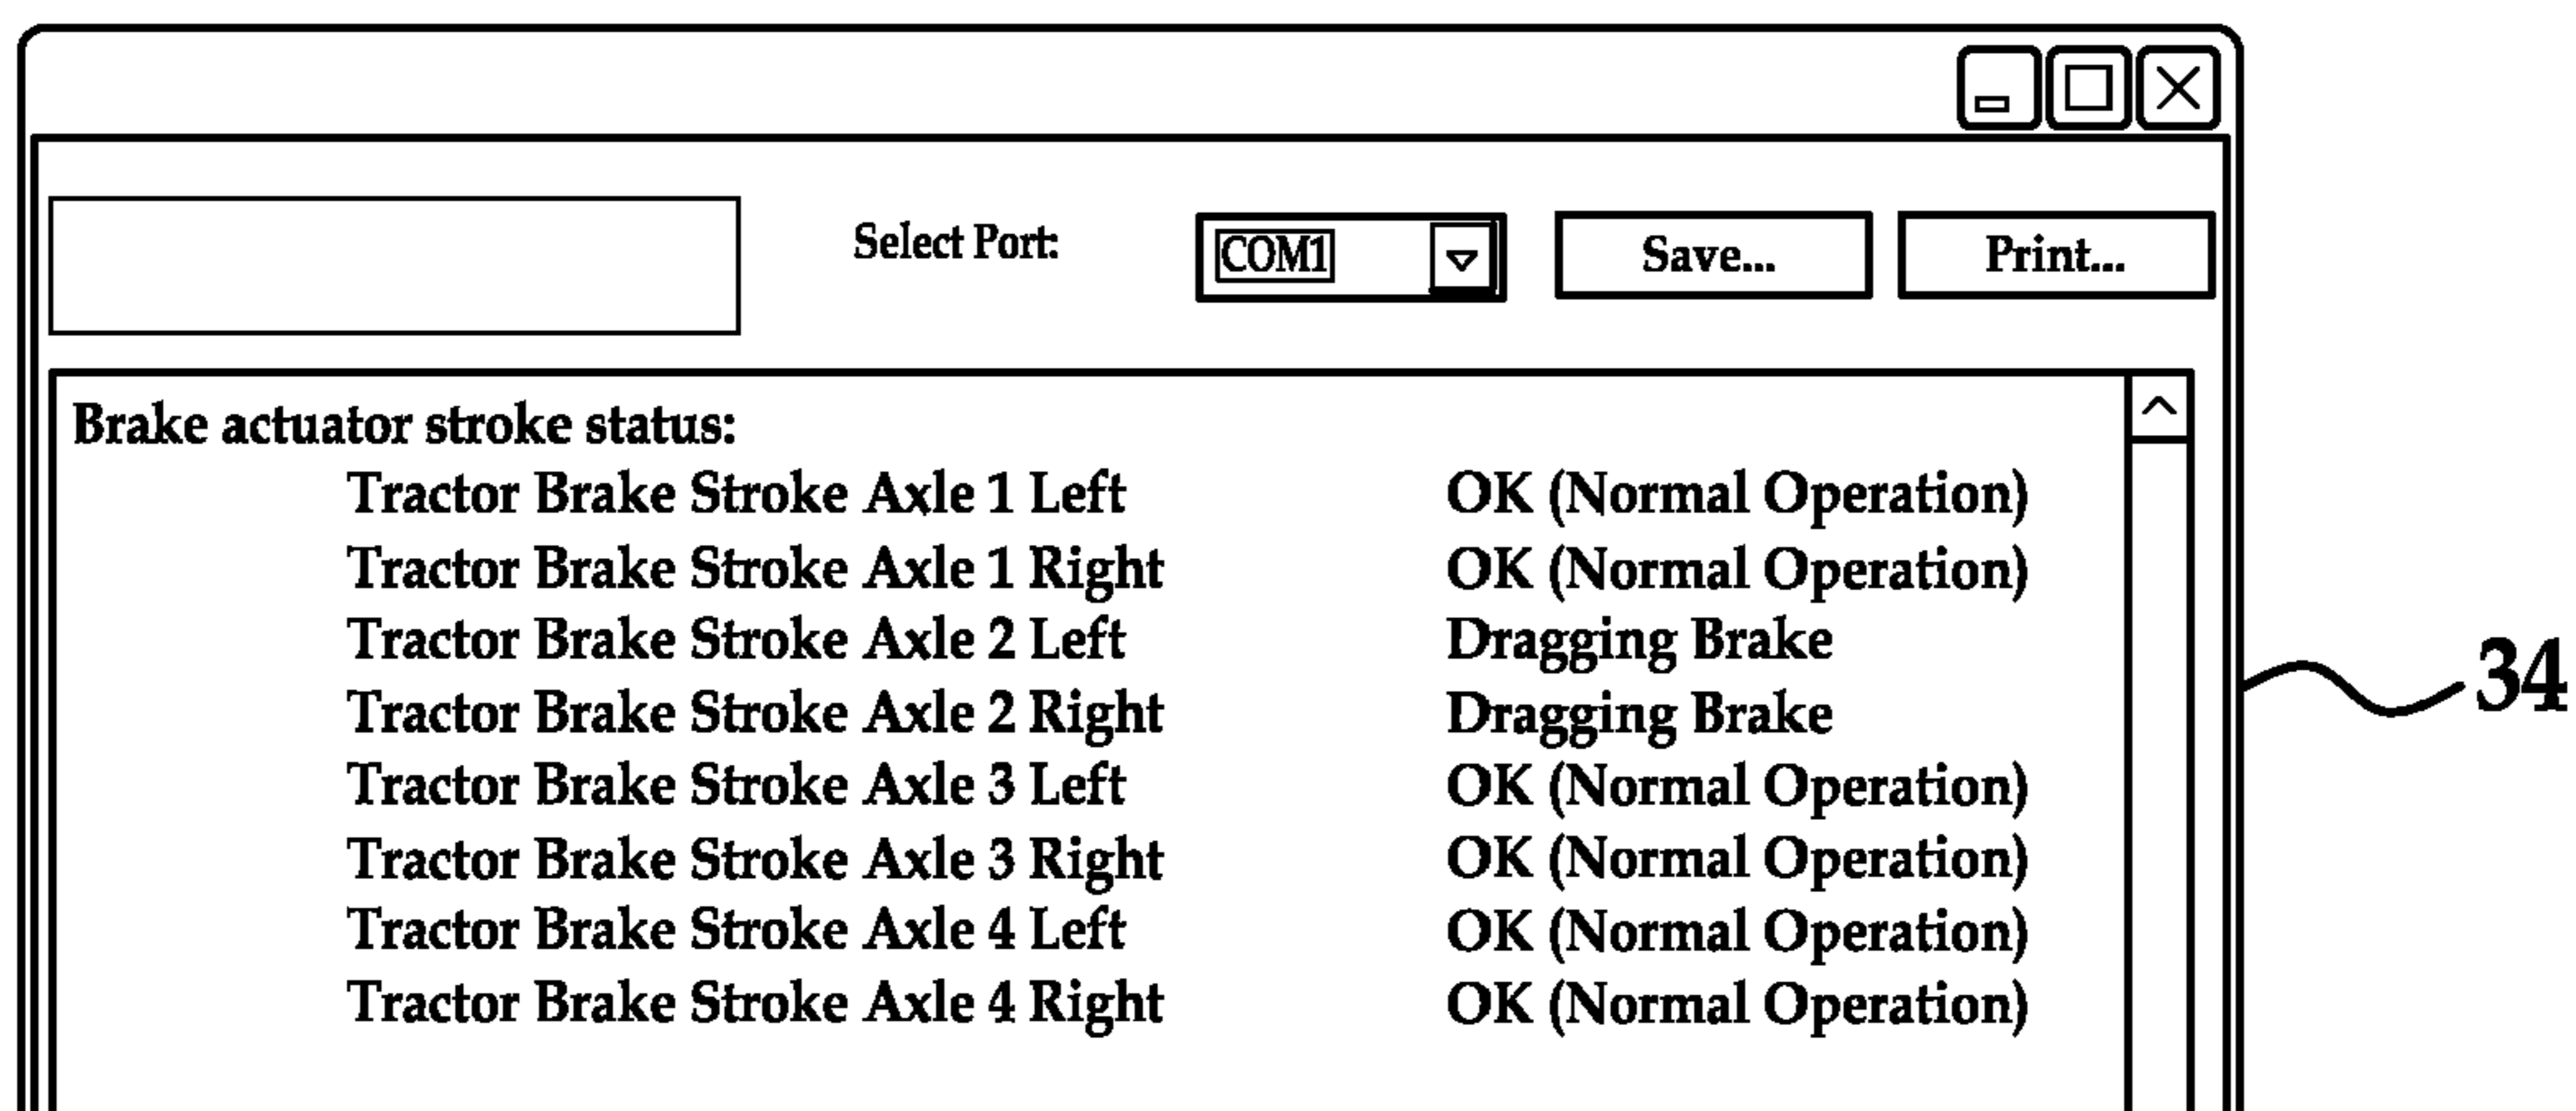 Select Port: COM1 Save... Print...
Brake actuator stroke status:
Tractor Brake Stroke Axle 1 Left OK (Normal Operation)
Tractor Brake Stroke Axle 1 Right OK (Normal Operation)
Tractor Brake Stroke Axle 2 Left Dragging Brake
Tractor Brake Stroke Axle 2 Right Dragging Brake
Tractor Brake Stroke Axle 3 Left OK (Normal Operation)
Tractor Brake Stroke Axle 3 Right OK (Normal Operation)
Tractor Brake Stroke Axle 4 Left OK (Normal Operation)
Tractor Brake Stroke Axle 4 Right OK (Normal Operation)
34